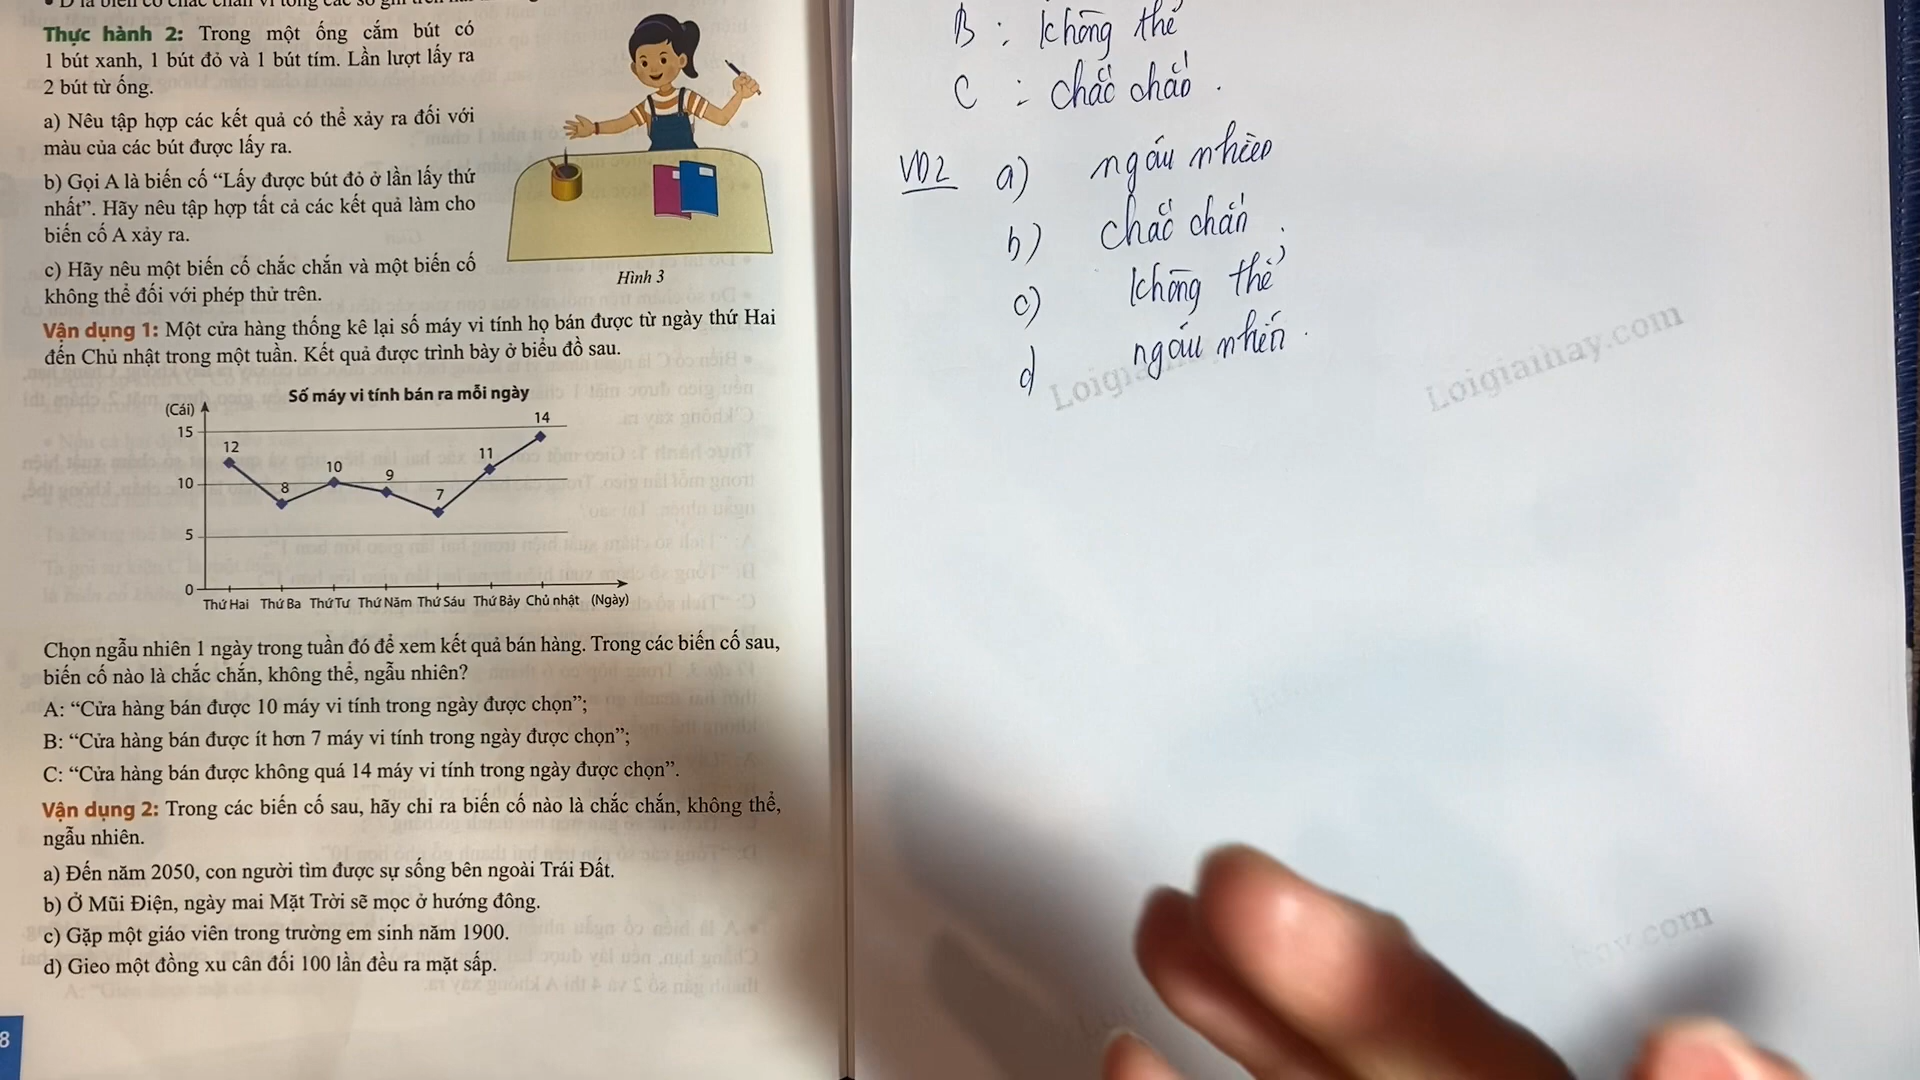 Thực hành 2: Trong một ống cắm bút có
1 bút xanh, 1 bút đỏ và 1 bút tím. Lần lượt lấy ra
2 bút từ ống.
a) Nêu tập hợp các kết quả có thể xảy ra đối với
màu của các bút được lấy ra.
b) Gọi A là biến cố “Lấy được bút đỏ ở lần lấy thứ
nhất”. Hãy nêu tập hợp tất cả các kết quả làm cho
biến cố A xảy ra.
c) Hãy nêu một biến cố chắc chắn và một biến cố
không thể đối với phép thử trên.
Hình 3
Vận dụng 1: Một cửa hàng thống kê lại số máy vi tính họ bán được từ ngày thứ Hai
đến Chủ nhật trong một tuần. Kết quả được trình bày ở biểu đồ sau.
Số máy vi tính bán ra mỗi ngày
(Cái)
15
10
5
0
12
8
10
9
7
11
14
Thứ Hai Thứ Ba Thứ Tư Thứ Năm Thứ Sáu Thứ Bảy Chủ nhật (Ngày)
Chọn ngẫu nhiên 1 ngày trong tuần đó để xem kết quả bán hàng. Trong các biến cố sau,
biến cố nào là chắc chắn, không thể, ngẫu nhiên?
A: “Cửa hàng bán được 10 máy vi tính trong ngày được chọn”;
B: “Cửa hàng bán được ít hơn 7 máy vi tính trong ngày được chọn”;
C: “Cửa hàng bán được không quá 14 máy vi tính trong ngày được chọn”.
Vận dụng 2: Trong các biến cố sau, hãy chỉ ra biến cố nào là chắc chắn, không thể,
ngẫu nhiên.
a) Đến năm 2050, con người tìm được sự sống bên ngoài Trái Đất.
b) Ở Mũi Điện, ngày mai Mặt Trời sẽ mọc ở hướng đông.
c) Gặp một giáo viên trong trường em sinh năm 1900.
d) Gieo một đồng xu cân đối 100 lần đều ra mặt sấp.
8
B : không thể
C : chắc chắn .
VD2 a) ngẫu nhiên
b) chắc chắn .
c) không thể
d ngẫu nhiên .
Loigiaihay.com